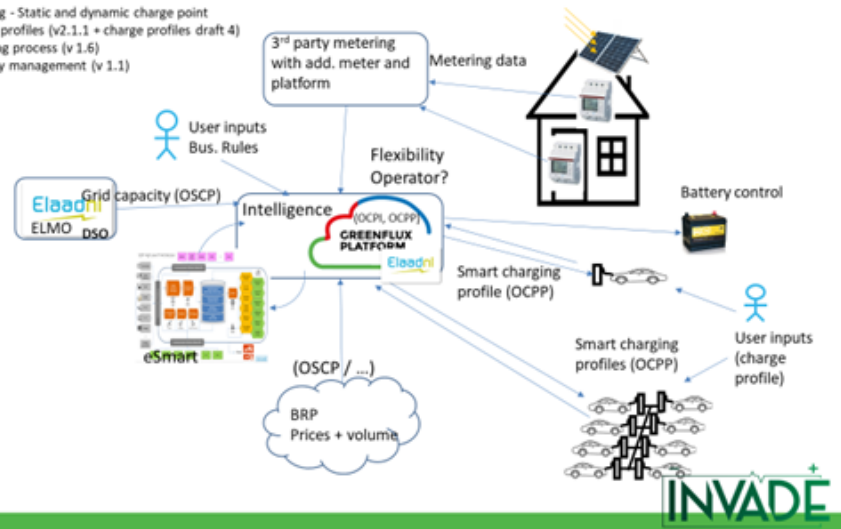 g - Static and dynamic charge point
profiles (v2.1.1 + charge profiles draft 4)
ng process (v 1.6)
y management (v 1.1)
3rd party metering
with add. meter and
platform
Metering data
User inputs
Bus. Rules
Flexibility
Operator?
Grid capacity (OSCP)
Elaadnl
ELMO DSO
Intelligence
(OCPI, OCPP)
GREENFLUX
PLATFORM
Elaadnl
Battery control
Smart charging
profile (OCPP)
eSmart
User inputs
(charge
profile)
Smart charging
profiles (OCPP)
(OSCP / ...)
BRP
Prices + volume
INVADE